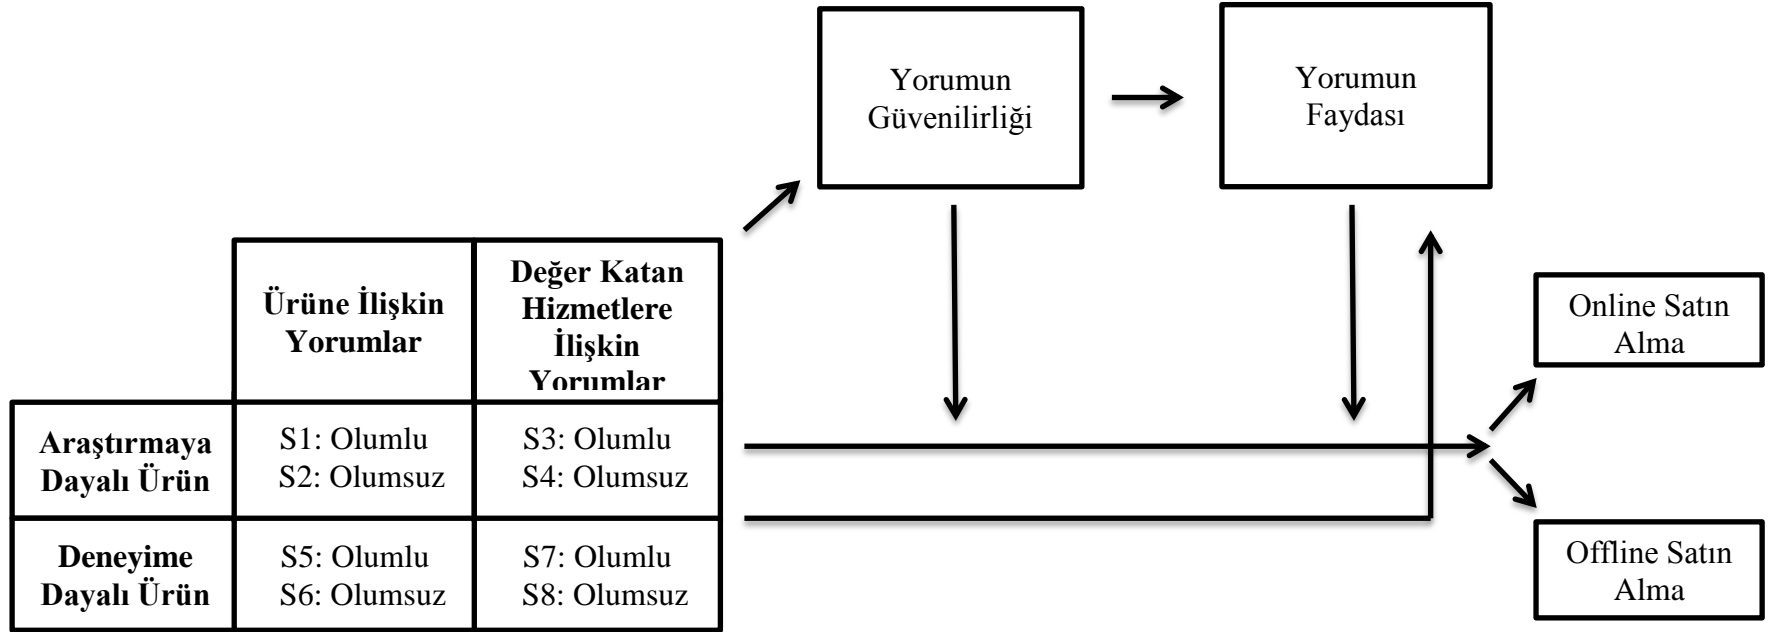 Yorumun
Güvenilirliği
Yorumun
Faydası
Ürüne İlişkin
Yorumlar
Değer Katan
Hizmetlere
İlişkin
Yorumlar
Online Satın
Alma
Araştırmaya
Dayalı Ürün
S1: Olumlu
S2: Olumsuz
S3: Olumlu
S4: Olumsuz
Deneyime
Dayalı Ürün
S5: Olumlu
S6: Olumsuz
S7: Olumlu
S8: Olumsuz
Offline Satın
Alma